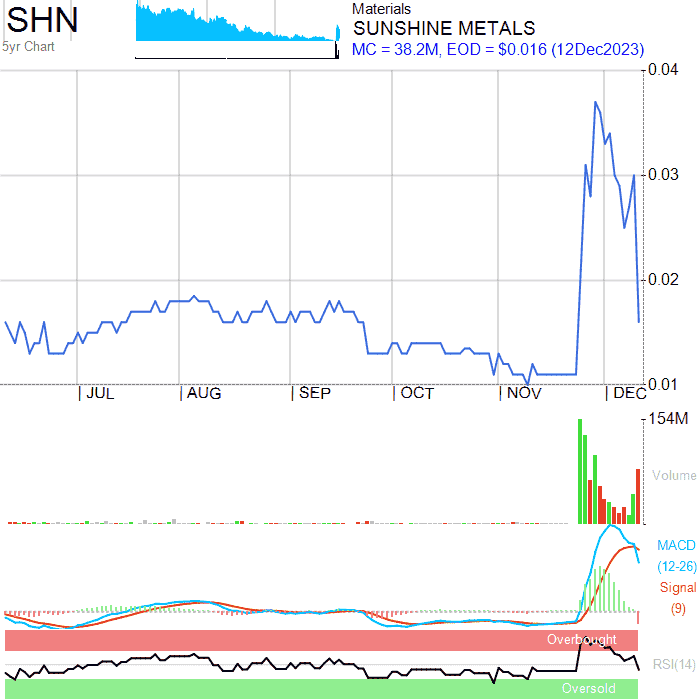 SHN
5yr Chart
Materials
SUNSHINE METALS
MC = 38.2M, EOD = $0.016 (12Dec2023)
0.04
0.03
0.02
0.01
JUL AUG SEP OCT NOV DEC
154M
Volume
MACD
(12-26)
Signal
(9)
Overbought
RSI(14)
Oversold